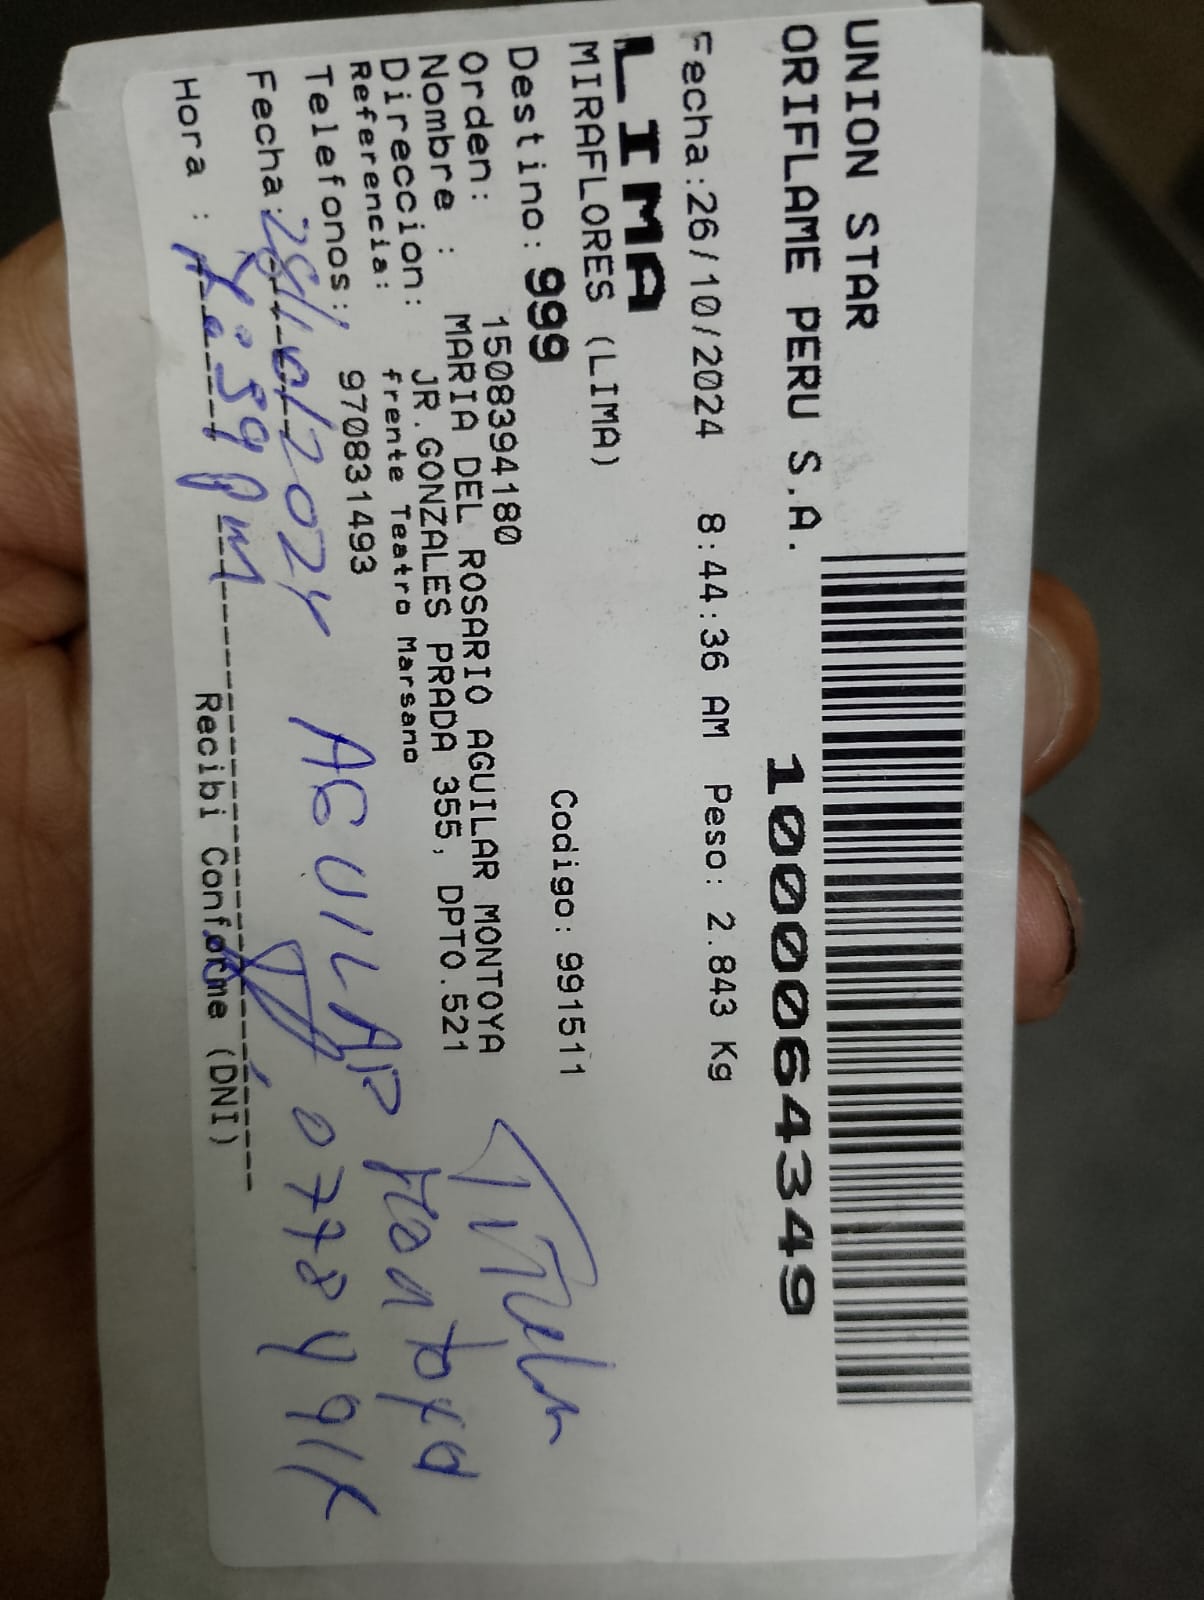 UNION STAR
ORIFLAME PERU S.A.
10000064349
Fecha:26/10/2024 8:44:36 AM Peso: 2.843 Kg
LIMA
MIRAFLORES (LIMA)
Destino: 999 Codigo: 991511
Orden: 1508394180
Nombre : MARIA DEL ROSARIO AGUILAR MONTOYA
Direccion: JR.GONZALES PRADA 355, DPTO.521
Referencia: frente Teatro Marsano
Telefonos: 970831493
Fecha: 28/10/2024 AGUILAR Montoya
Hora : :59 pm 
Recibi Conforme (DNI)